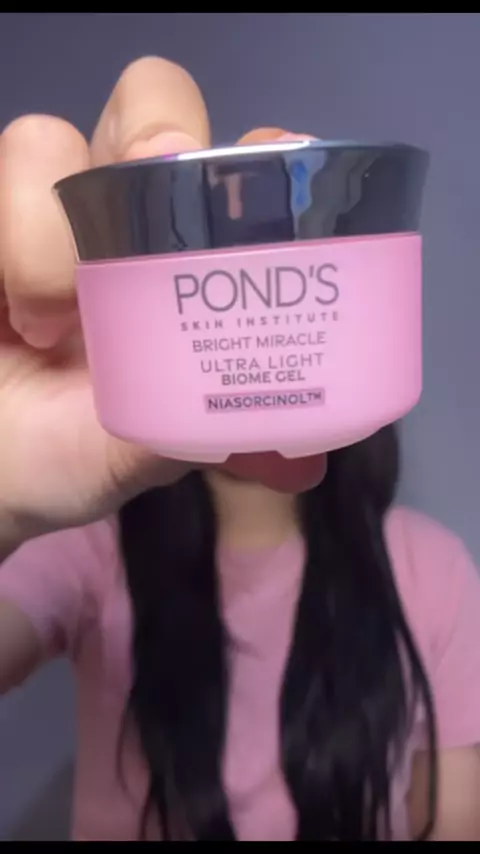 POND'S
SKIN INSTITUTE
BRIGHT MIRACLE
ULTRA LIGHT
BIOME GEL
NIASORCINOL™